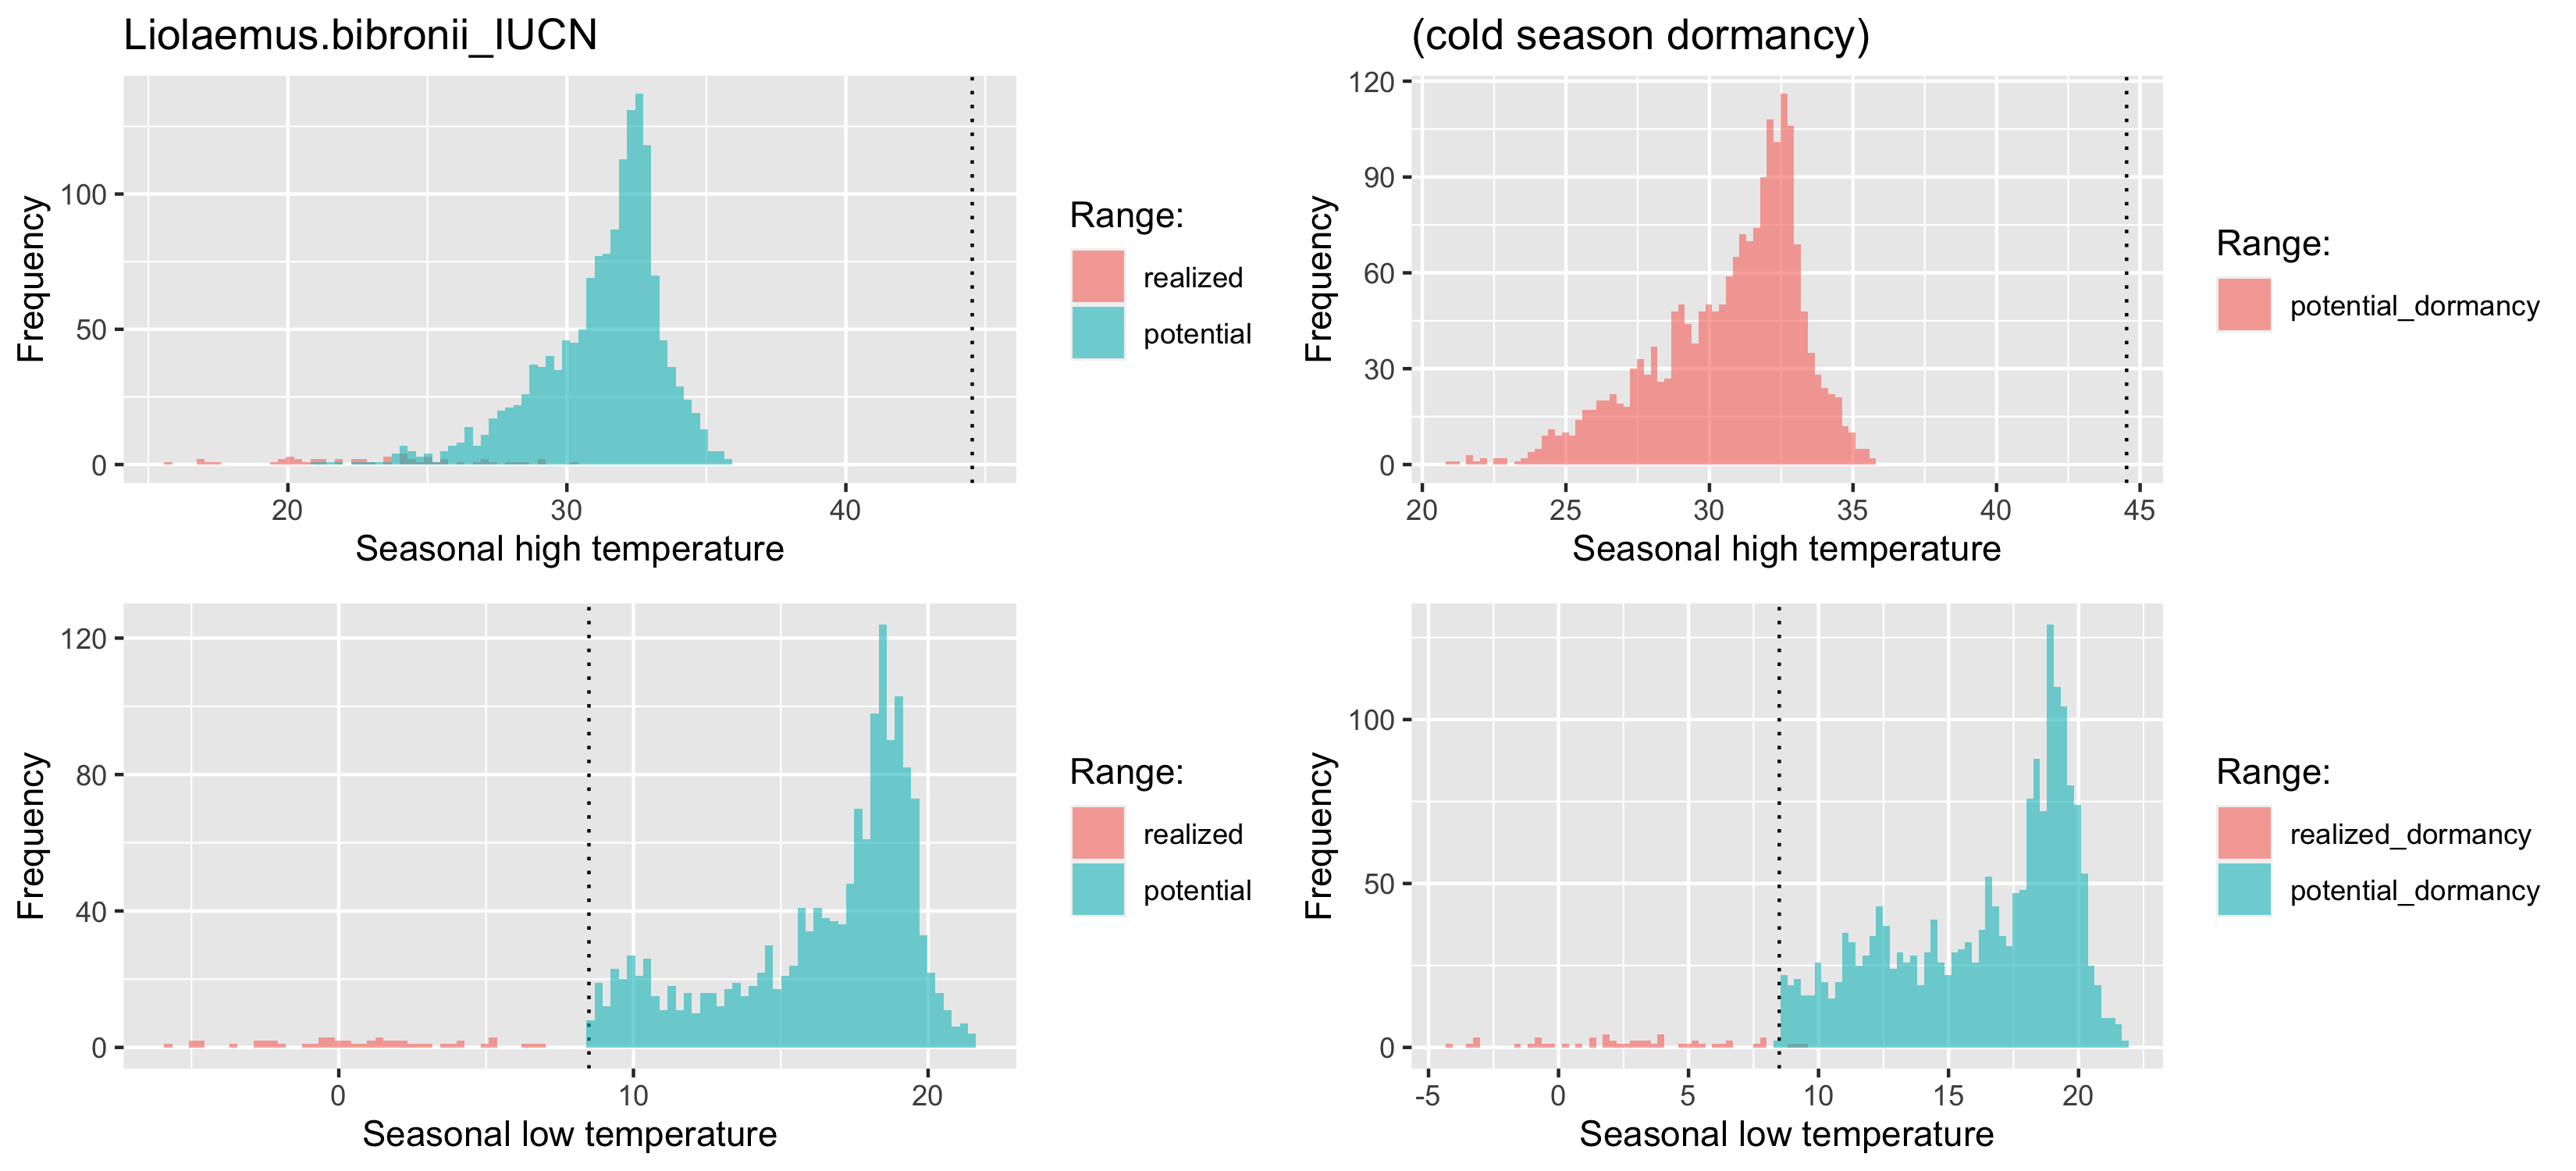 Liolaemus.bibronii_IUCN
Frequency
100
50
0
20 30 40
Seasonal high temperature
Range:
realized
potential
(cold season dormancy)
Frequency
120
90
60
30
0
20 25 30 35 40 45
Seasonal high temperature
Range:
potential_dormancy
Frequency
120
80
40
0
0 10 20
Seasonal low temperature
Range:
realized
potential
Frequency
100
50
0
-5 0 5 10 15 20
Seasonal low temperature
Range:
realized_dormancy
potential_dormancy